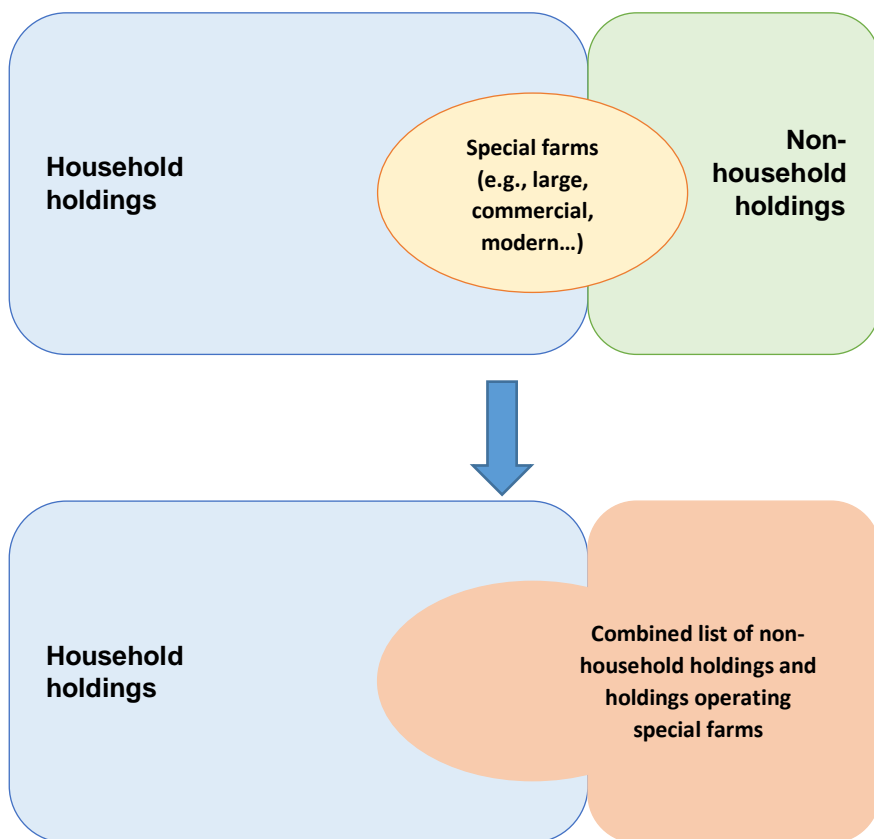 Household
holdings
Special farms
(e.g., large,
commercial,
modern…)
Non-
household
holdings
Household
holdings
Combined list of non-
household holdings and
holdings operating
special farms